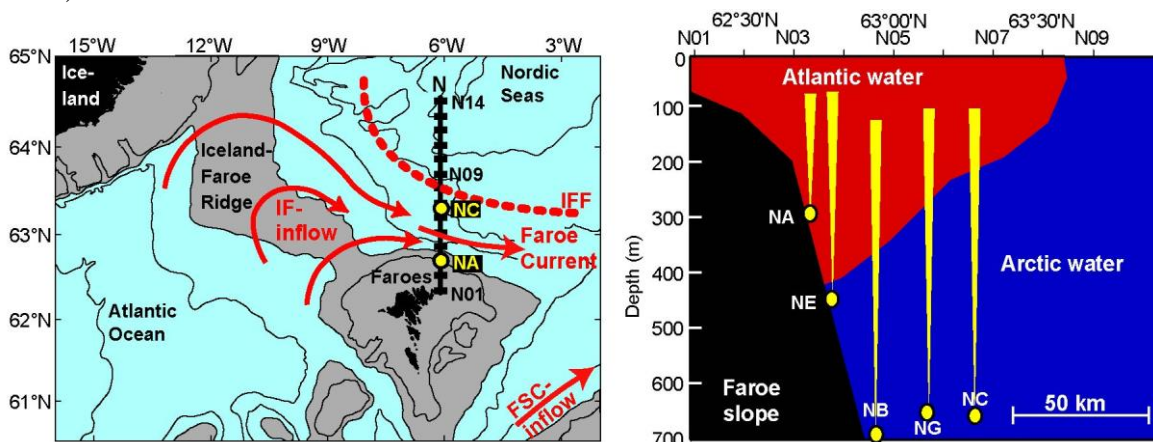 15°W 12°W 9°W 6°W 3°W
65°N
64°N
63°N
62°N
61°N
Ice-
land
Nordic
Seas
N
N14
N09
N01
Iceland-
Faroe
Ridge
IFF
NC
IF-
inflow
Faroe
Current
NA
Faroes
Atlantic
Ocean
FSC-
inflow
62°30'N 63°00'N 63°30'N
N01 N03 N05 N07 N09
0
100
200
300
400
500
600
700
Depth (m)
Atlantic water
Arctic water
NA
NE
NB
NG
NC
Faroe
slope
50 km